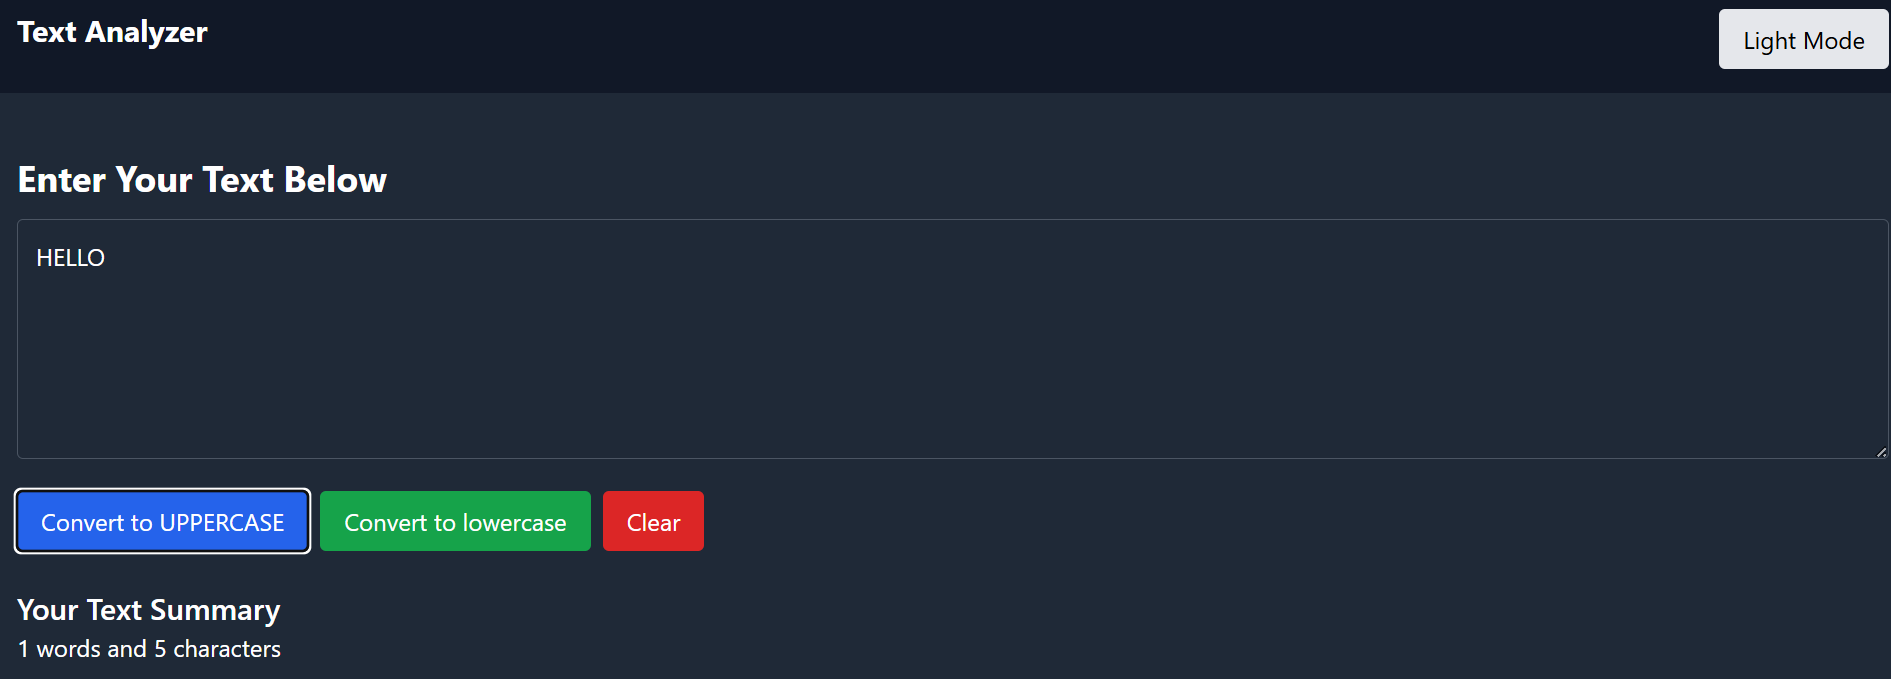 Text Analyzer
Light Mode
Enter Your Text Below
HELLO
Convert to UPPERCASE
Convert to lowercase
Clear
Your Text Summary
1 words and 5 characters